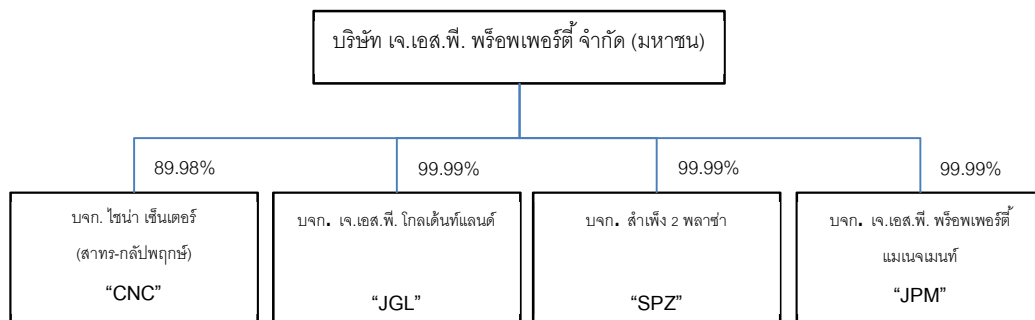 บริษัท เจ.เอส.พี. พร็อพเพอร์ตี้ จำกัด (มหาชน)
89.98%
99.99%
99.99%
99.99%
บจก. ไชน่า เซ็นเตอร์
(สาทร-กลัปพฤกษ์)
“CNC”
บจก. เจ.เอส.พี. โกลเด้นท์แลนด์
“JGL”
บจก. สำเพ็ง 2 พลาซ่า
“SPZ”
บจก. เจ.เอส.พี. พร็อพเพอร์ตี้
แมเนจเมนท์
“JPM”